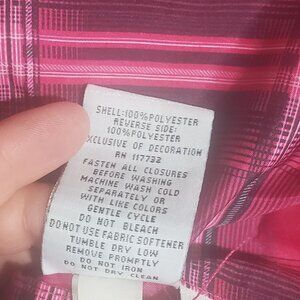 SHELL:100%POLYESTER
REVERSE SIDE:
100%POLYESTER
EXCLUSIVE OF DECORATION
RN 117732
FASTEN ALL CLOSURES
BEFORE WASHING
MACHINE WASH COLD
SEPARATELY OR
WITH LIKE COLORS
GENTLE CYCLE
DO NOT BLEACH
DO NOT USE FABRIC SOFTENER
TUMBLE DRY LOW
REMOVE PROMPTLY
DO NOT IRON
DO NOT DRY CLEAN